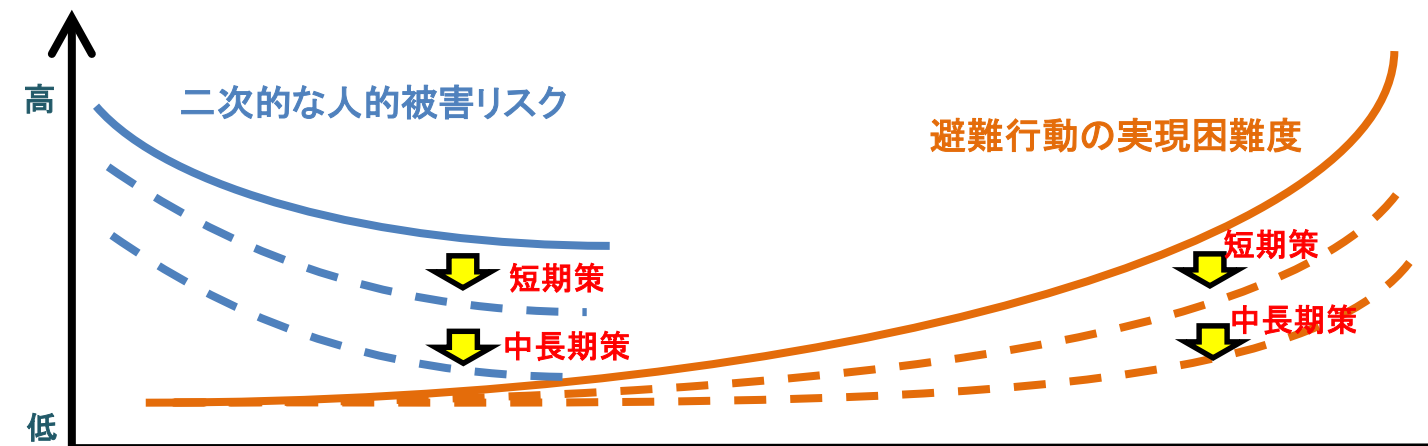 高
二次的な人的被害リスク
避難行動の実現困難度
短期策
短期策
中長期策
中長期策
低